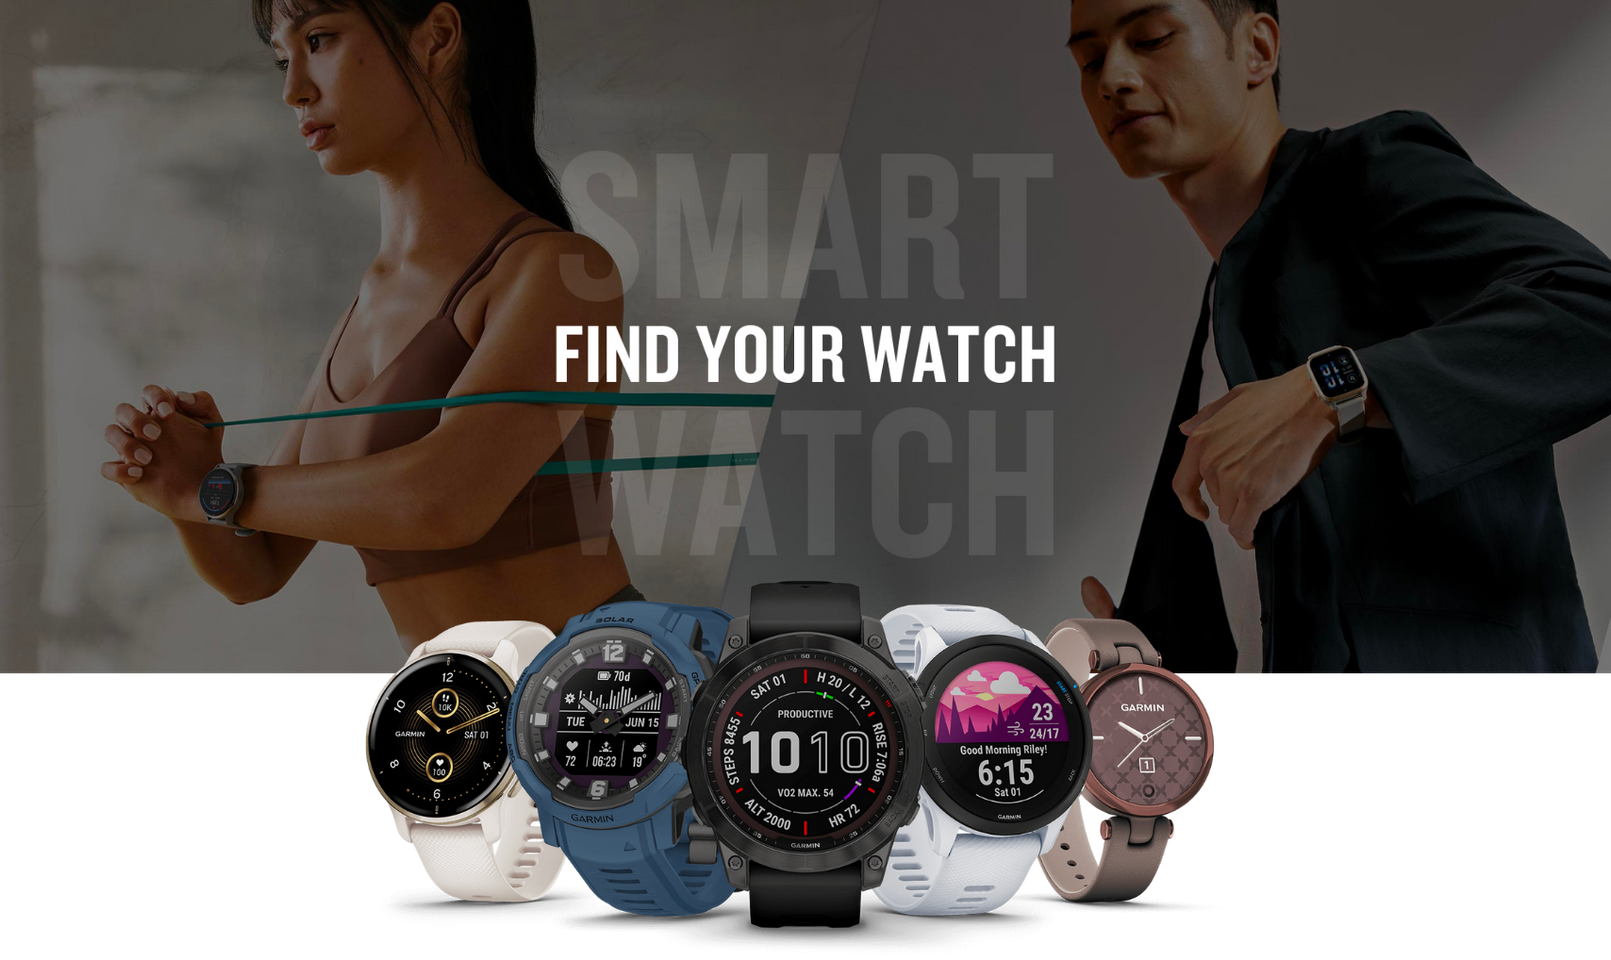 SMART
FIND YOUR WATCH
WATCH
12
10
10K
2
GARMIN
SAT 01
8
100
4
6
SOLAR
12
70d
TUE
JUN 15
72
06:23
19°
6
GARMIN
SAT 01
H 20 / L 12
PRODUCTIVE
STEPS 8455
10 10
RISE 7:06a
VO2 MAX. 54
ALT 2000
HR 72
GARMIN
23
24/17
Good Morning Riley!
6:15
Sat 01
GARMIN
GARMIN
1